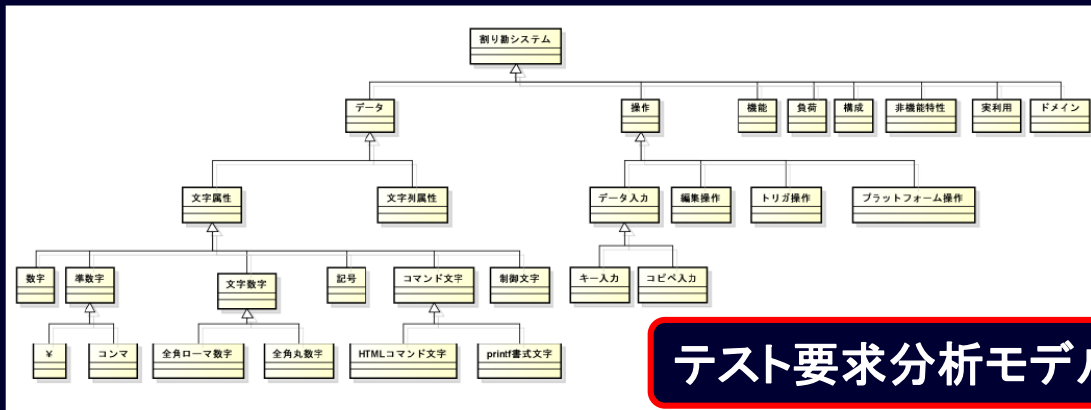 割り勘システム
データ
操作
機能
負荷
構成
非機能特性
実利用
ドメイン
文字属性
文字列属性
データ入力
編集操作
トリガ操作
プラットフォーム操作
数字
準数字
文字数字
記号
コマンド文字
制御文字
キー入力
コピペ入力
¥
コンマ
全角ローマ数字
全角丸数字
HTMLコマンド文字
printf書式文字
テスト要求分析モデル